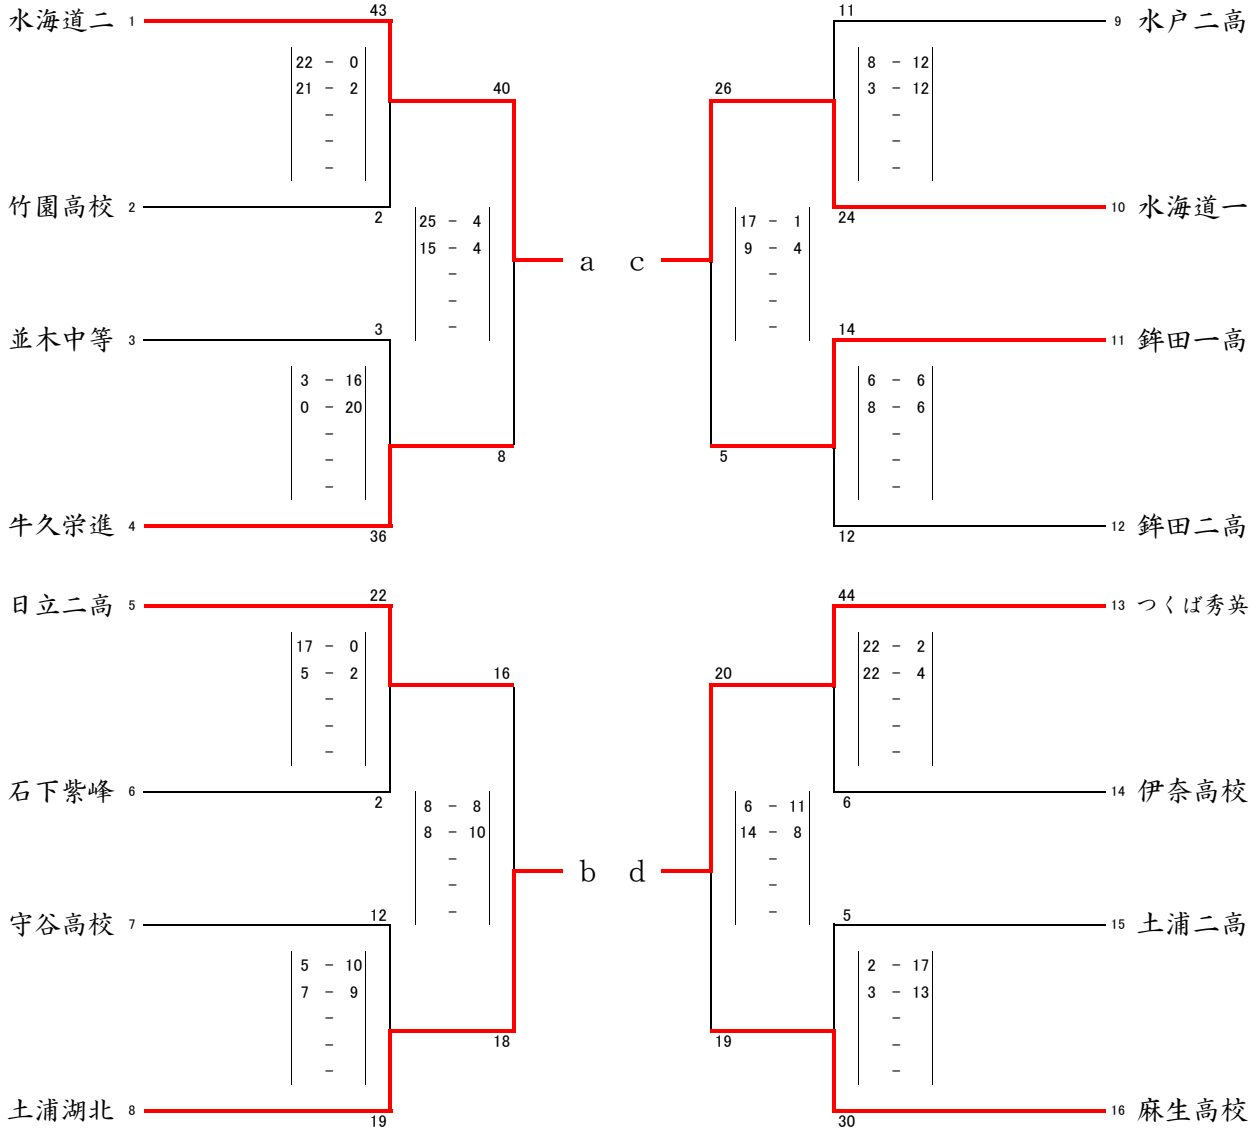 43 11
水海道二 1 9 水戸二高
22 - 0 8 - 12
21 - 2 40 26 3 - 12
- -
- -
- -
竹園高校 2 10 水海道一
2 25 - 4 17 - 1 24
15 - 4 9 - 4
a c
- -
- -
- -
並木中等 3 3 14 11 鉾田一高
3 - 16 6 - 6
0 - 20 8 - 6
- -
- 8 5 -
- -
牛久栄進 4 12 鉾田二高
36 12
22 44
日立二高 5 13 つくば秀英
17 - 0 22 - 2
5 - 2 16 20 22 - 4
- -
- -
- -
石下紫峰 6 14 伊奈高校
2 8 - 8 6 - 11 6
8 - 10 14 - 8
- -
b d
- -
- -
守谷高校 7 12 5 15 土浦二高
5 - 10 2 - 17
7 - 9 3 - 13
- -
- 18 19 -
- -
土浦湖北 8 16 麻生高校
19 30